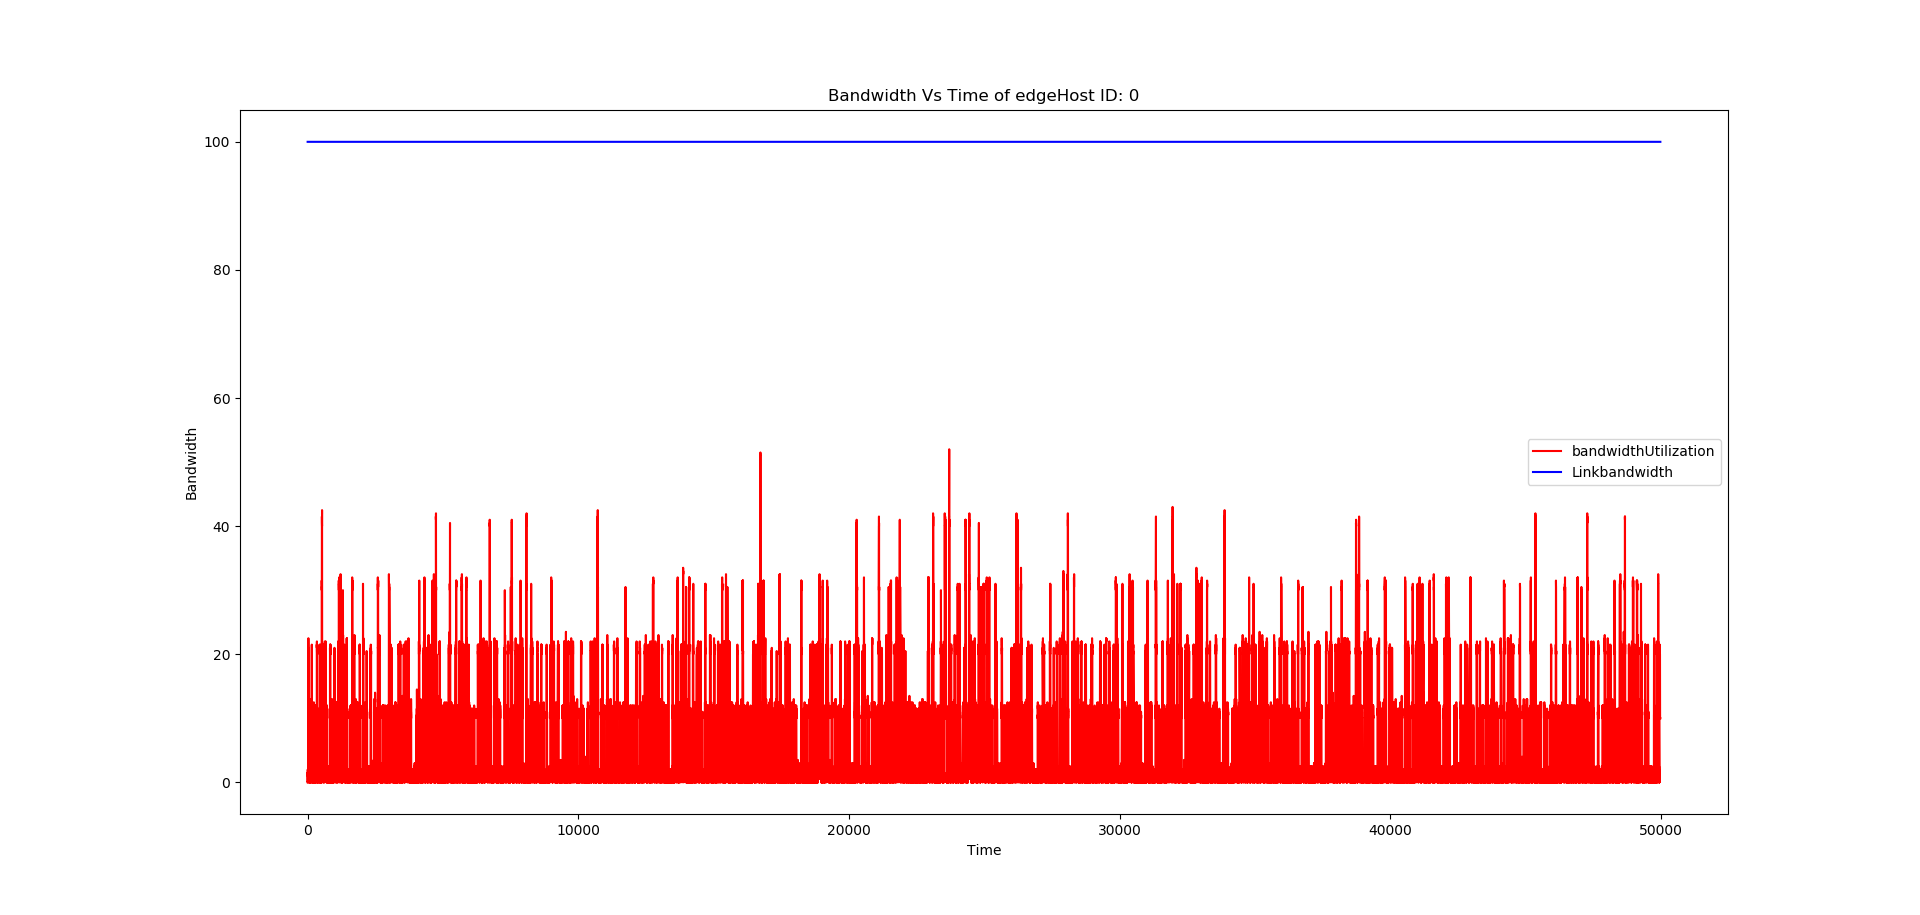 Bandwidth Vs Time of edgeHost ID: 0
100
80
60
40
20
0
Bandwidth
bandwidthUtilization
Linkbandwidth
0 10000 20000 30000 40000 50000
Time